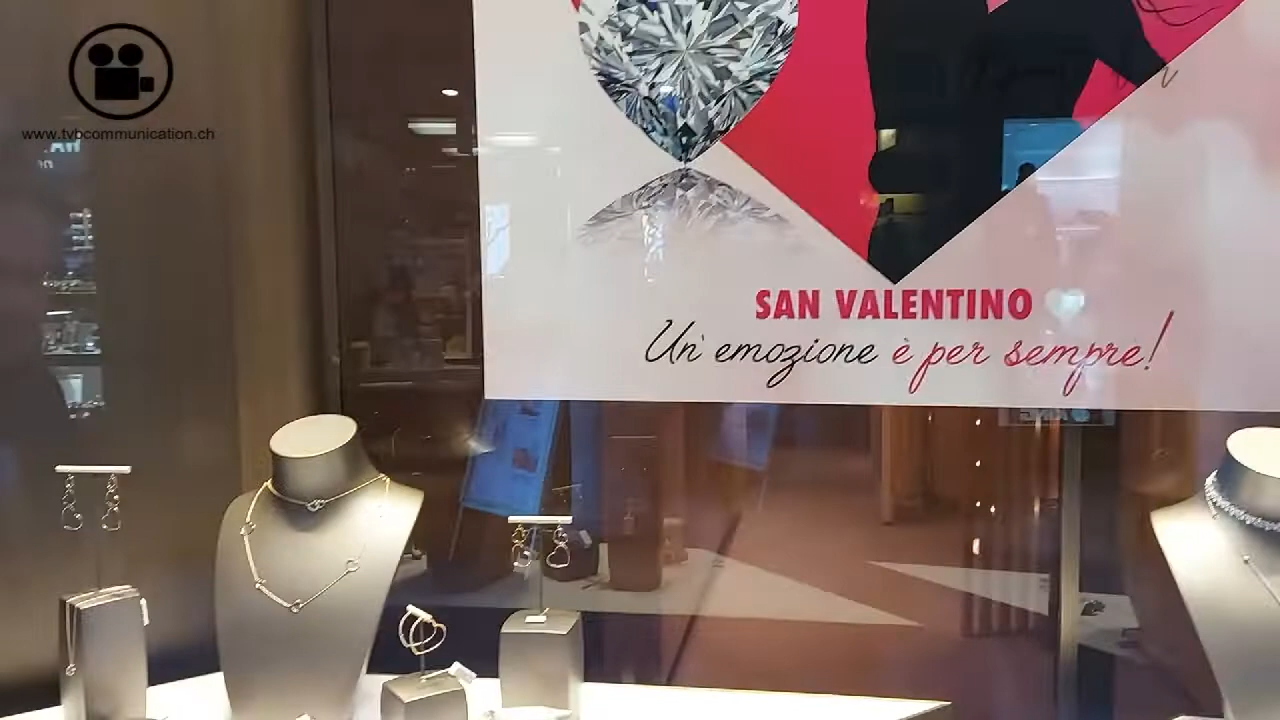 www.tvbcommunication.ch
SAN VALENTINO
Un' emozione è per sempre!